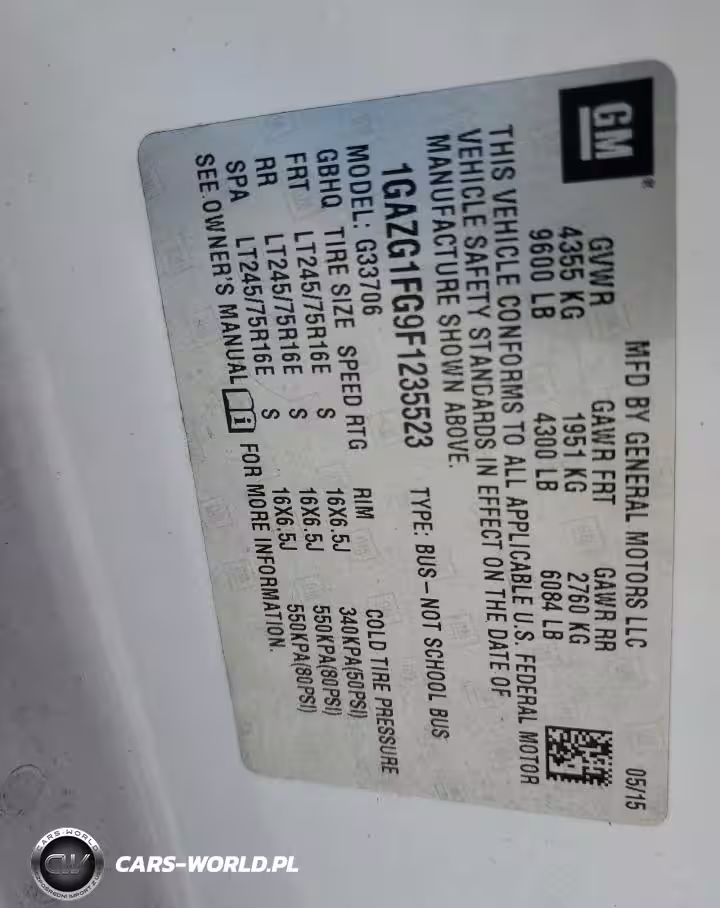 GM®
MFD BY GENERAL MOTORS LLC 05/15
GVWR GAWR FRT GAWR RR
4355 KG 1951 KG 2760 KG
9600 LB 4300 LB 6084 LB
THIS VEHICLE CONFORMS TO ALL APPLICABLE U.S. FEDERAL MOTOR
VEHICLE SAFETY STANDARDS IN EFFECT ON THE DATE OF
MANUFACTURE SHOWN ABOVE.
1GAZG1FG9F1235523 TYPE: BUS–NOT SCHOOL BUS
MODEL: G33706
GBHQ TIRE SIZE SPEED RTG RIM COLD TIRE PRESSURE
FRT LT245/75R16E S 16X6.5J 340KPA(50PSI)
RR LT245/75R16E S 16X6.5J 550KPA(80PSI)
SPA LT245/75R16E S 16X6.5J 550KPA(80PSI)
SEE OWNER'S MANUAL i FOR MORE INFORMATION.
CARS-WORLD
CW
CARS-WORLD.PL